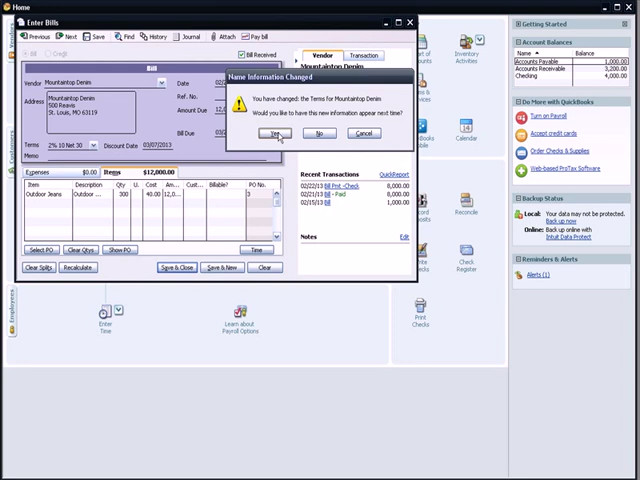 Home
Enter Bills
Previous Next Save Find History Journal Attach Pay bill
Bill Credit Bill Received
Bill
Vendor Mountaintop Denim Date
Address Mountaintop Denim
500 Reavis
St. Louis, MO 63119
Ref. No.
Amount Due
Bill Due
Terms 2% 10 Net 30 Discount Date 03/07/2013
Memo
Expenses $0.00 Items $12,000.00
Item Description Qty U. Cost Am... Cust... Billable? PO No.
Outdoor Jeans Outdoor ... 300 40.00 12,0... 3
Select PO Clear Qtys Show PO Time
Clear Splits Recalculate Save & Close Save & New Clear
Vendor Transaction
Mountaintop Denim
Name Information Changed
You have changed: the Terms for Mountaintop Denim
Would you like to have this new information appear next time?
Yes No Cancel
Recent Transactions QuickReport
02/22/13 Bill Pmt -Check 8,000.00
02/21/13 Bill - Paid 8,000.00
02/15/13 Bill 1,000.00
Notes Edit
Vendors
Customers
Employees
Enter
Time
Learn about
Payroll Options
Inventory
Activities
Reconcile
Calendar
Check
Register
Print
Checks
Getting Started
Account Balances
Name Balance
Accounts Payable 1,000.00
Accounts Receivable 3,200.00
Checking 4,000.00
Do More with QuickBooks
Turn on Payroll
Accept credit cards
Order Checks & Supplies
Web-based ProTax Software
Backup Status
Local: Your data may not be protected.
Back up now
Online: Back up online with
Intuit Data Protect
Reminders & Alerts
Alerts (1)